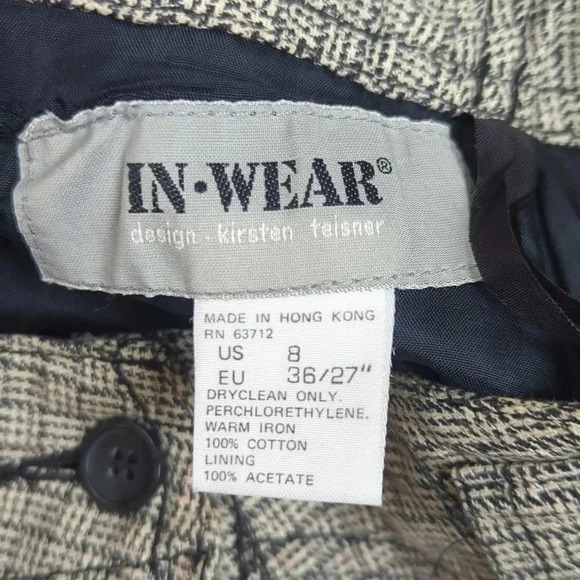 IN·WEAR®
design · kirsten teisner
MADE IN HONG KONG
RN 63712
US 8
EU 36/27"
DRYCLEAN ONLY.
PERCHLORETHYLENE.
WARM IRON
100% COTTON
LINING
100% ACETATE